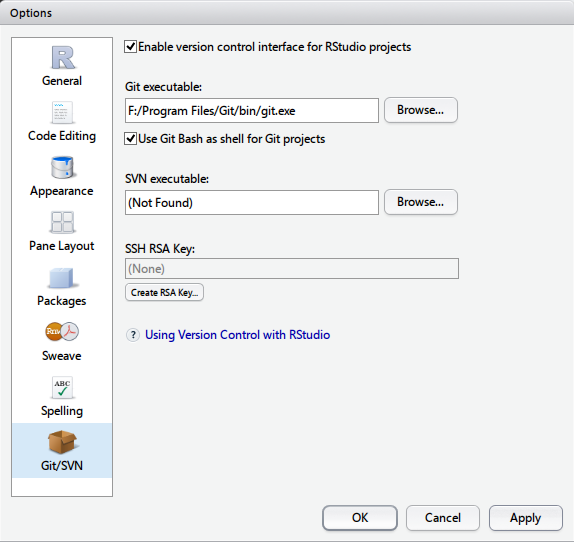 Options
General
Code Editing
Appearance
Pane Layout
Packages
Sweave
ABC
Spelling
Git/SVN
Enable version control interface for RStudio projects
Git executable:
F:/Program Files/Git/bin/git.exe
Browse...
Use Git Bash as shell for Git projects
SVN executable:
(Not Found)
Browse...
SSH RSA Key:
(None)
Create RSA Key...
? Using Version Control with RStudio
OK
Cancel
Apply